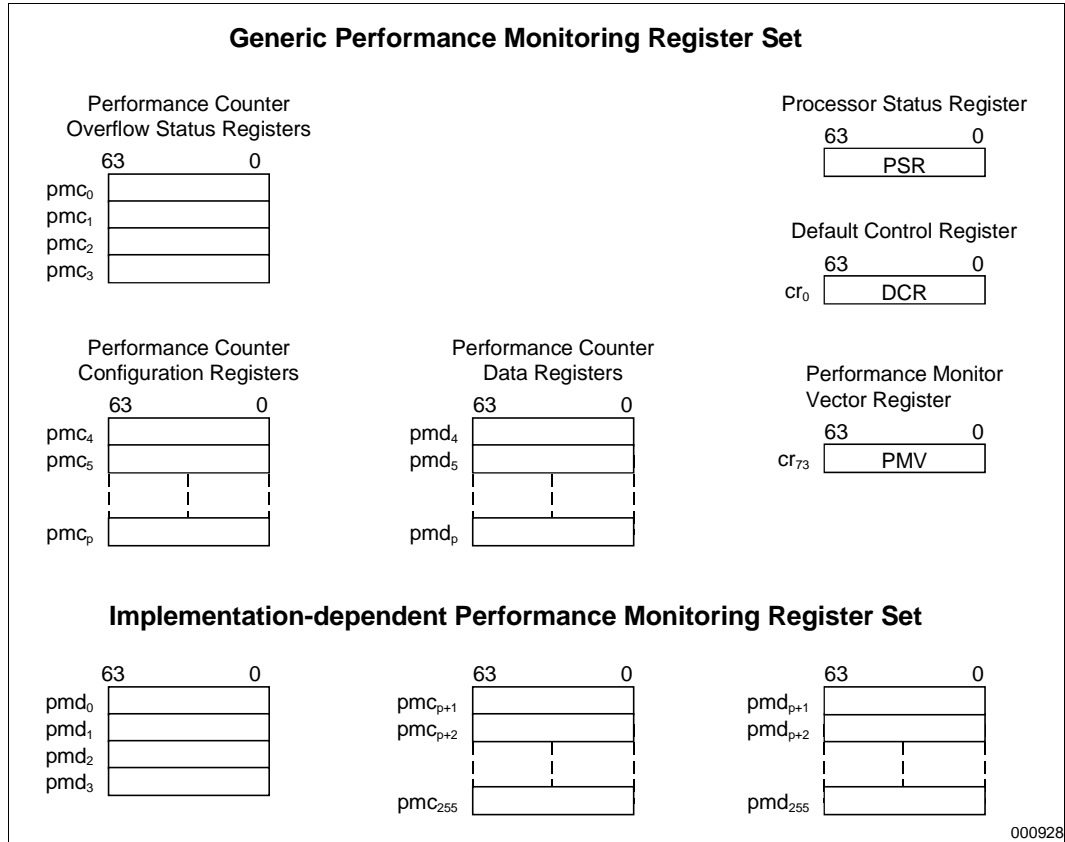 Generic Performance Monitoring Register Set
Performance Counter
Overflow Status Registers
63 0
pmc0
pmc1
pmc2
pmc3
Processor Status Register
63 0
PSR
Default Control Register
63 0
cr0 DCR
Performance Counter
Configuration Registers
63 0
pmc4
pmc5
pmcp
Performance Counter
Data Registers
63 0
pmd4
pmd5
pmdp
Performance Monitor
Vector Register
63 0
cr73 PMV
Implementation-dependent Performance Monitoring Register Set
63 0
pmd0
pmd1
pmd2
pmd3
63 0
pmcp+1
pmcp+2
pmc255
63 0
pmdp+1
pmdp+2
pmd255
000928